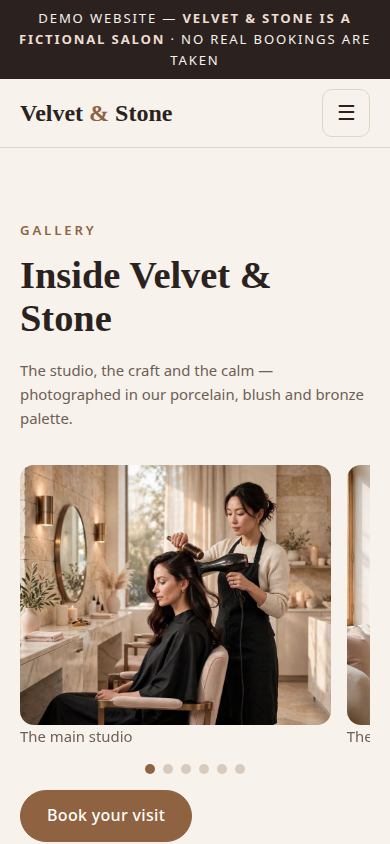 DEMO WEBSITE — VELVET & STONE IS A
FICTIONAL SALON · NO REAL BOOKINGS ARE
TAKEN
Velvet & Stone
☰
GALLERY
Inside Velvet &
Stone
The studio, the craft and the calm —
photographed in our porcelain, blush and bronze
palette.
The main studio
The
Book your visit